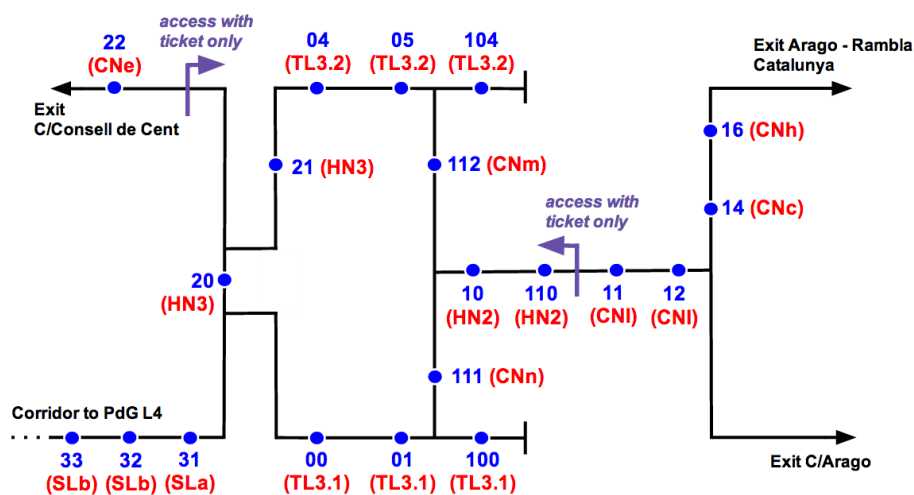 access with
ticket only
22
(CNe)
04
(TL3.2)
05
(TL3.2)
104
(TL3.2)
Exit Arago - Rambla
Catalunya
Exit
C/Consell de Cent
16 (CNh)
21 (HN3)
112 (CNm)
access with
ticket only
14 (CNc)
20
(HN3)
10
(HN2)
110
(HN2)
11
(CNl)
12
(CNl)
111 (CNn)
Corridor to PdG L4
33
(SLb)
32
(SLb)
31
(SLa)
00
(TL3.1)
01
(TL3.1)
100
(TL3.1)
Exit C/Arago